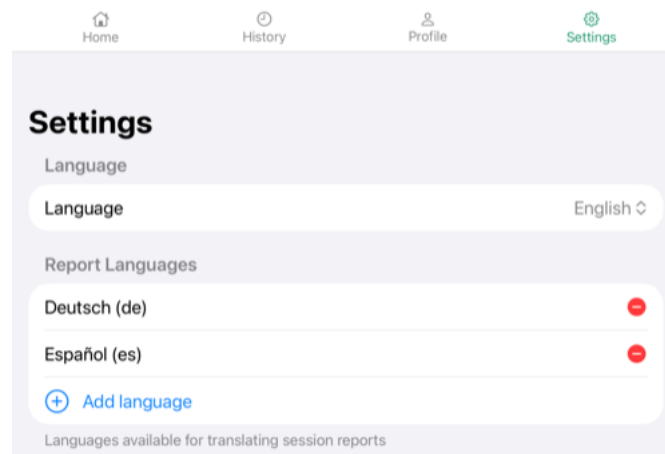 Home History Profile Settings
Settings
Language
Language English
Report Languages
Deutsch (de)
Español (es)
Add language
Languages available for translating session reports